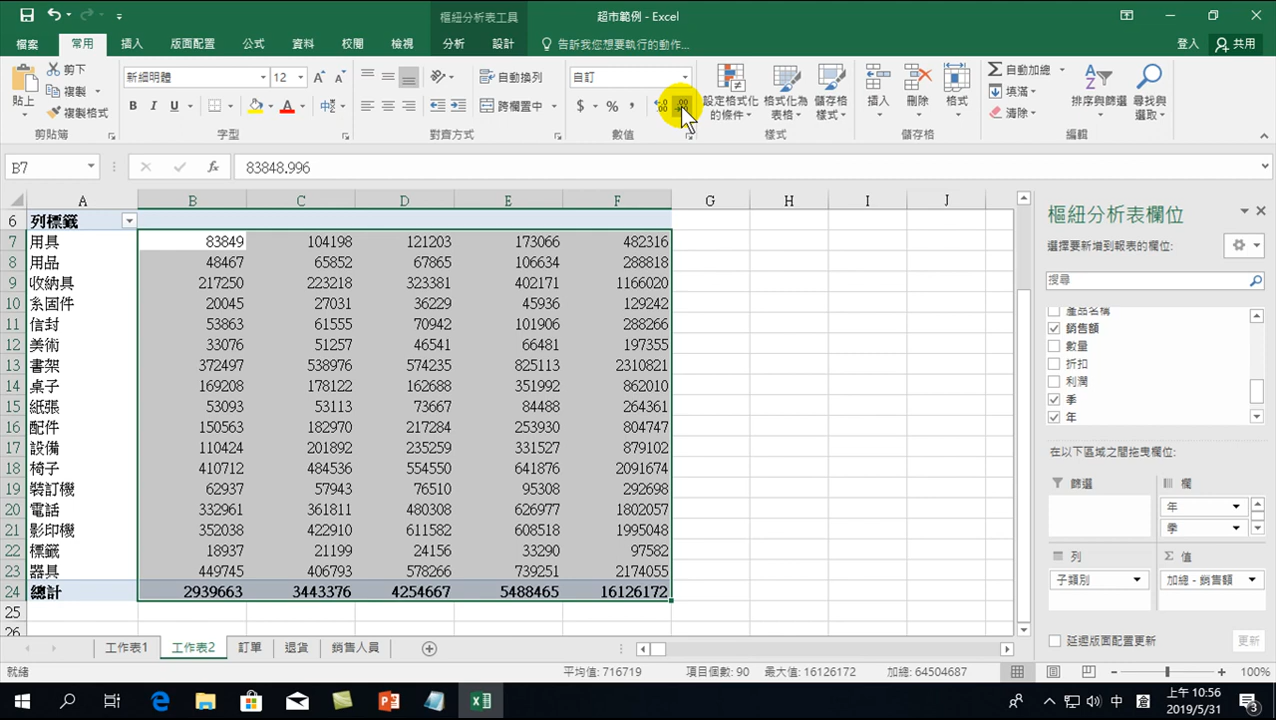 樞紐分析表工具
超市範例 - Excel
檔案 常用 插入 版面配置 公式 資料 校閱 檢視 分析 設計 告訴我您想要執行的動作... 登入 共用
貼上 剪下 複製 複製格式 剪貼簿
新細明體 12 B I U A A A 中 字型
自動換列 跨欄置中 對齊方式
自訂 $ % , 數值
設定格式化的條件 格式化為表格 儲存格樣式 樣式
插入 刪除 格式 儲存格
自動加總 填滿 清除 排序與篩選 尋找與選取 編輯
B7 fx 83848.996
A B C D E F G H I J
6 列標籤
7 用具 83849 104198 121203 173066 482316
8 用品 48467 65852 67865 106634 288818
9 收納具 217250 223218 323381 402171 1166020
10 系固件 20045 27031 36229 45936 129242
11 信封 53863 61555 70942 101906 288266
12 美術 33076 51257 46541 66481 197355
13 書架 372497 538976 574235 825113 2310821
14 桌子 169208 178122 162688 351992 862010
15 紙張 53093 53113 73667 84488 264361
16 配件 150563 182970 217284 253930 804747
17 設備 110424 201892 235259 331527 879102
18 椅子 410712 484536 554550 641876 2091674
19 裝訂機 62937 57943 76510 95308 292698
20 電話 332961 361811 480308 626977 1802057
21 影印機 352038 422910 611582 608518 1995048
22 標籤 18937 21199 24156 33290 97582
23 器具 449745 406793 578266 739251 2174055
24 總計 2939663 3443376 4254667 5488465 16126172
25
26
樞紐分析表欄位
選擇要新增到報表的欄位:
搜尋
產品名稱
銷售額
數量
折扣
利潤
季
年
在以下區域之間拖曳欄位:
篩選 欄
年
季
列 Σ 值
子類別 加總 - 銷售額
延遲版面配置更新 更新
工作表1 工作表2 訂單 退貨 銷售人員
就緒 平均值: 716719 項目個數: 90 最大值: 16126172 加總: 64504687 100%
中 上午 10:56
2019/5/31 3